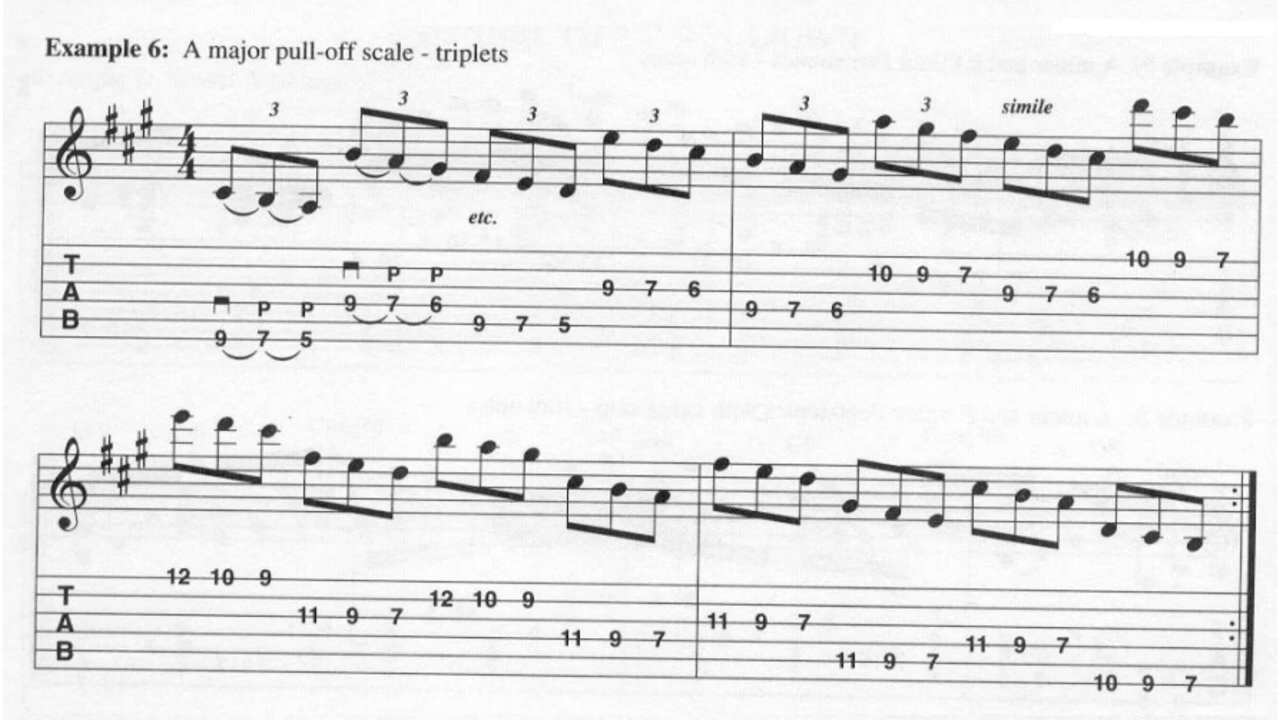 Example 6: A major pull-off scale - triplets
3 3 3 3 3 3 simile
4
4
etc.
T
A
B
P P
P P
10 9 7
10 9 7
9 7 6 9 7 6
9 7 6 9 7 6
9 7 5
9 7 5
12 10 9
T 12 10 9
A 11 9 7 11 9 7
B 11 9 7 11 9 7
11 9 7
10 9 7